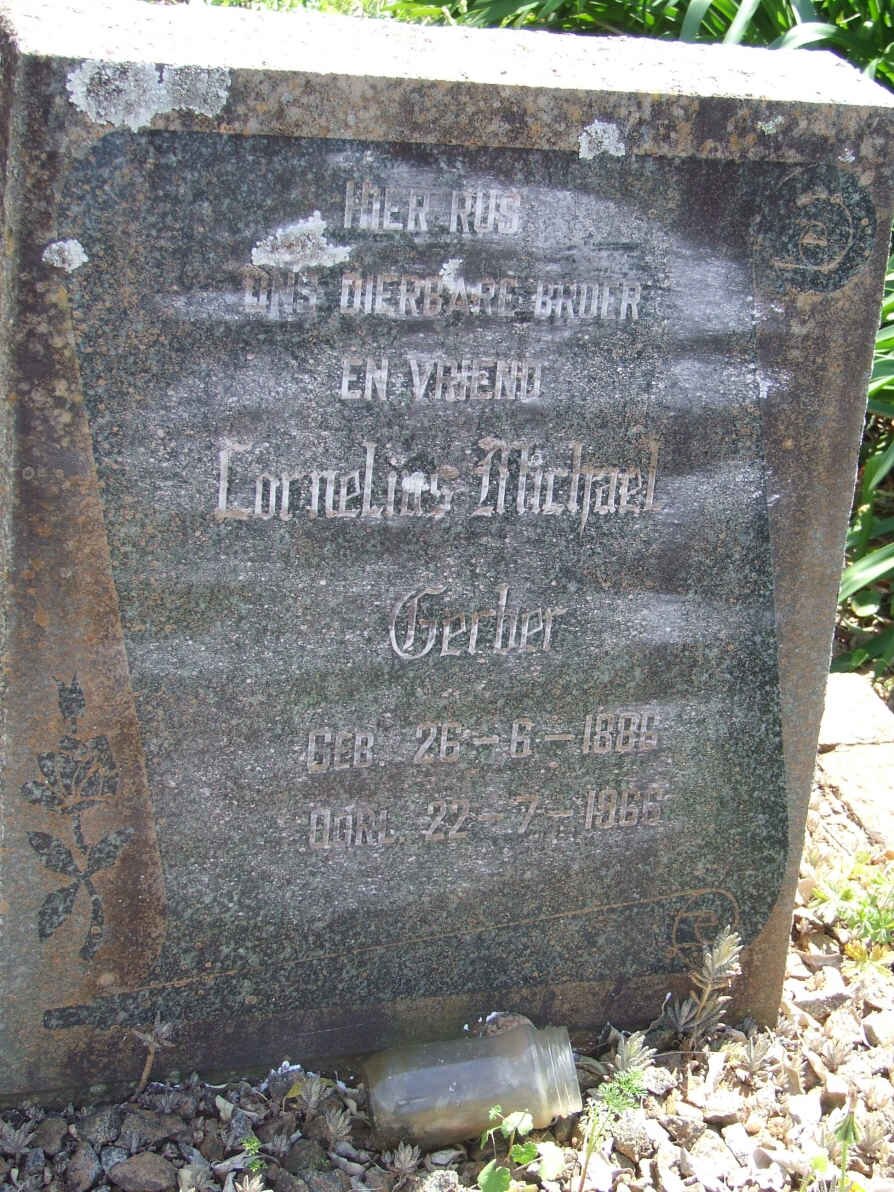 HIER RUS
ONS DIERBARE BROER
EN VRIEND
Cornelius Michael
Gerber
GEB. 26-6-1886
OORL. 22-7-1966